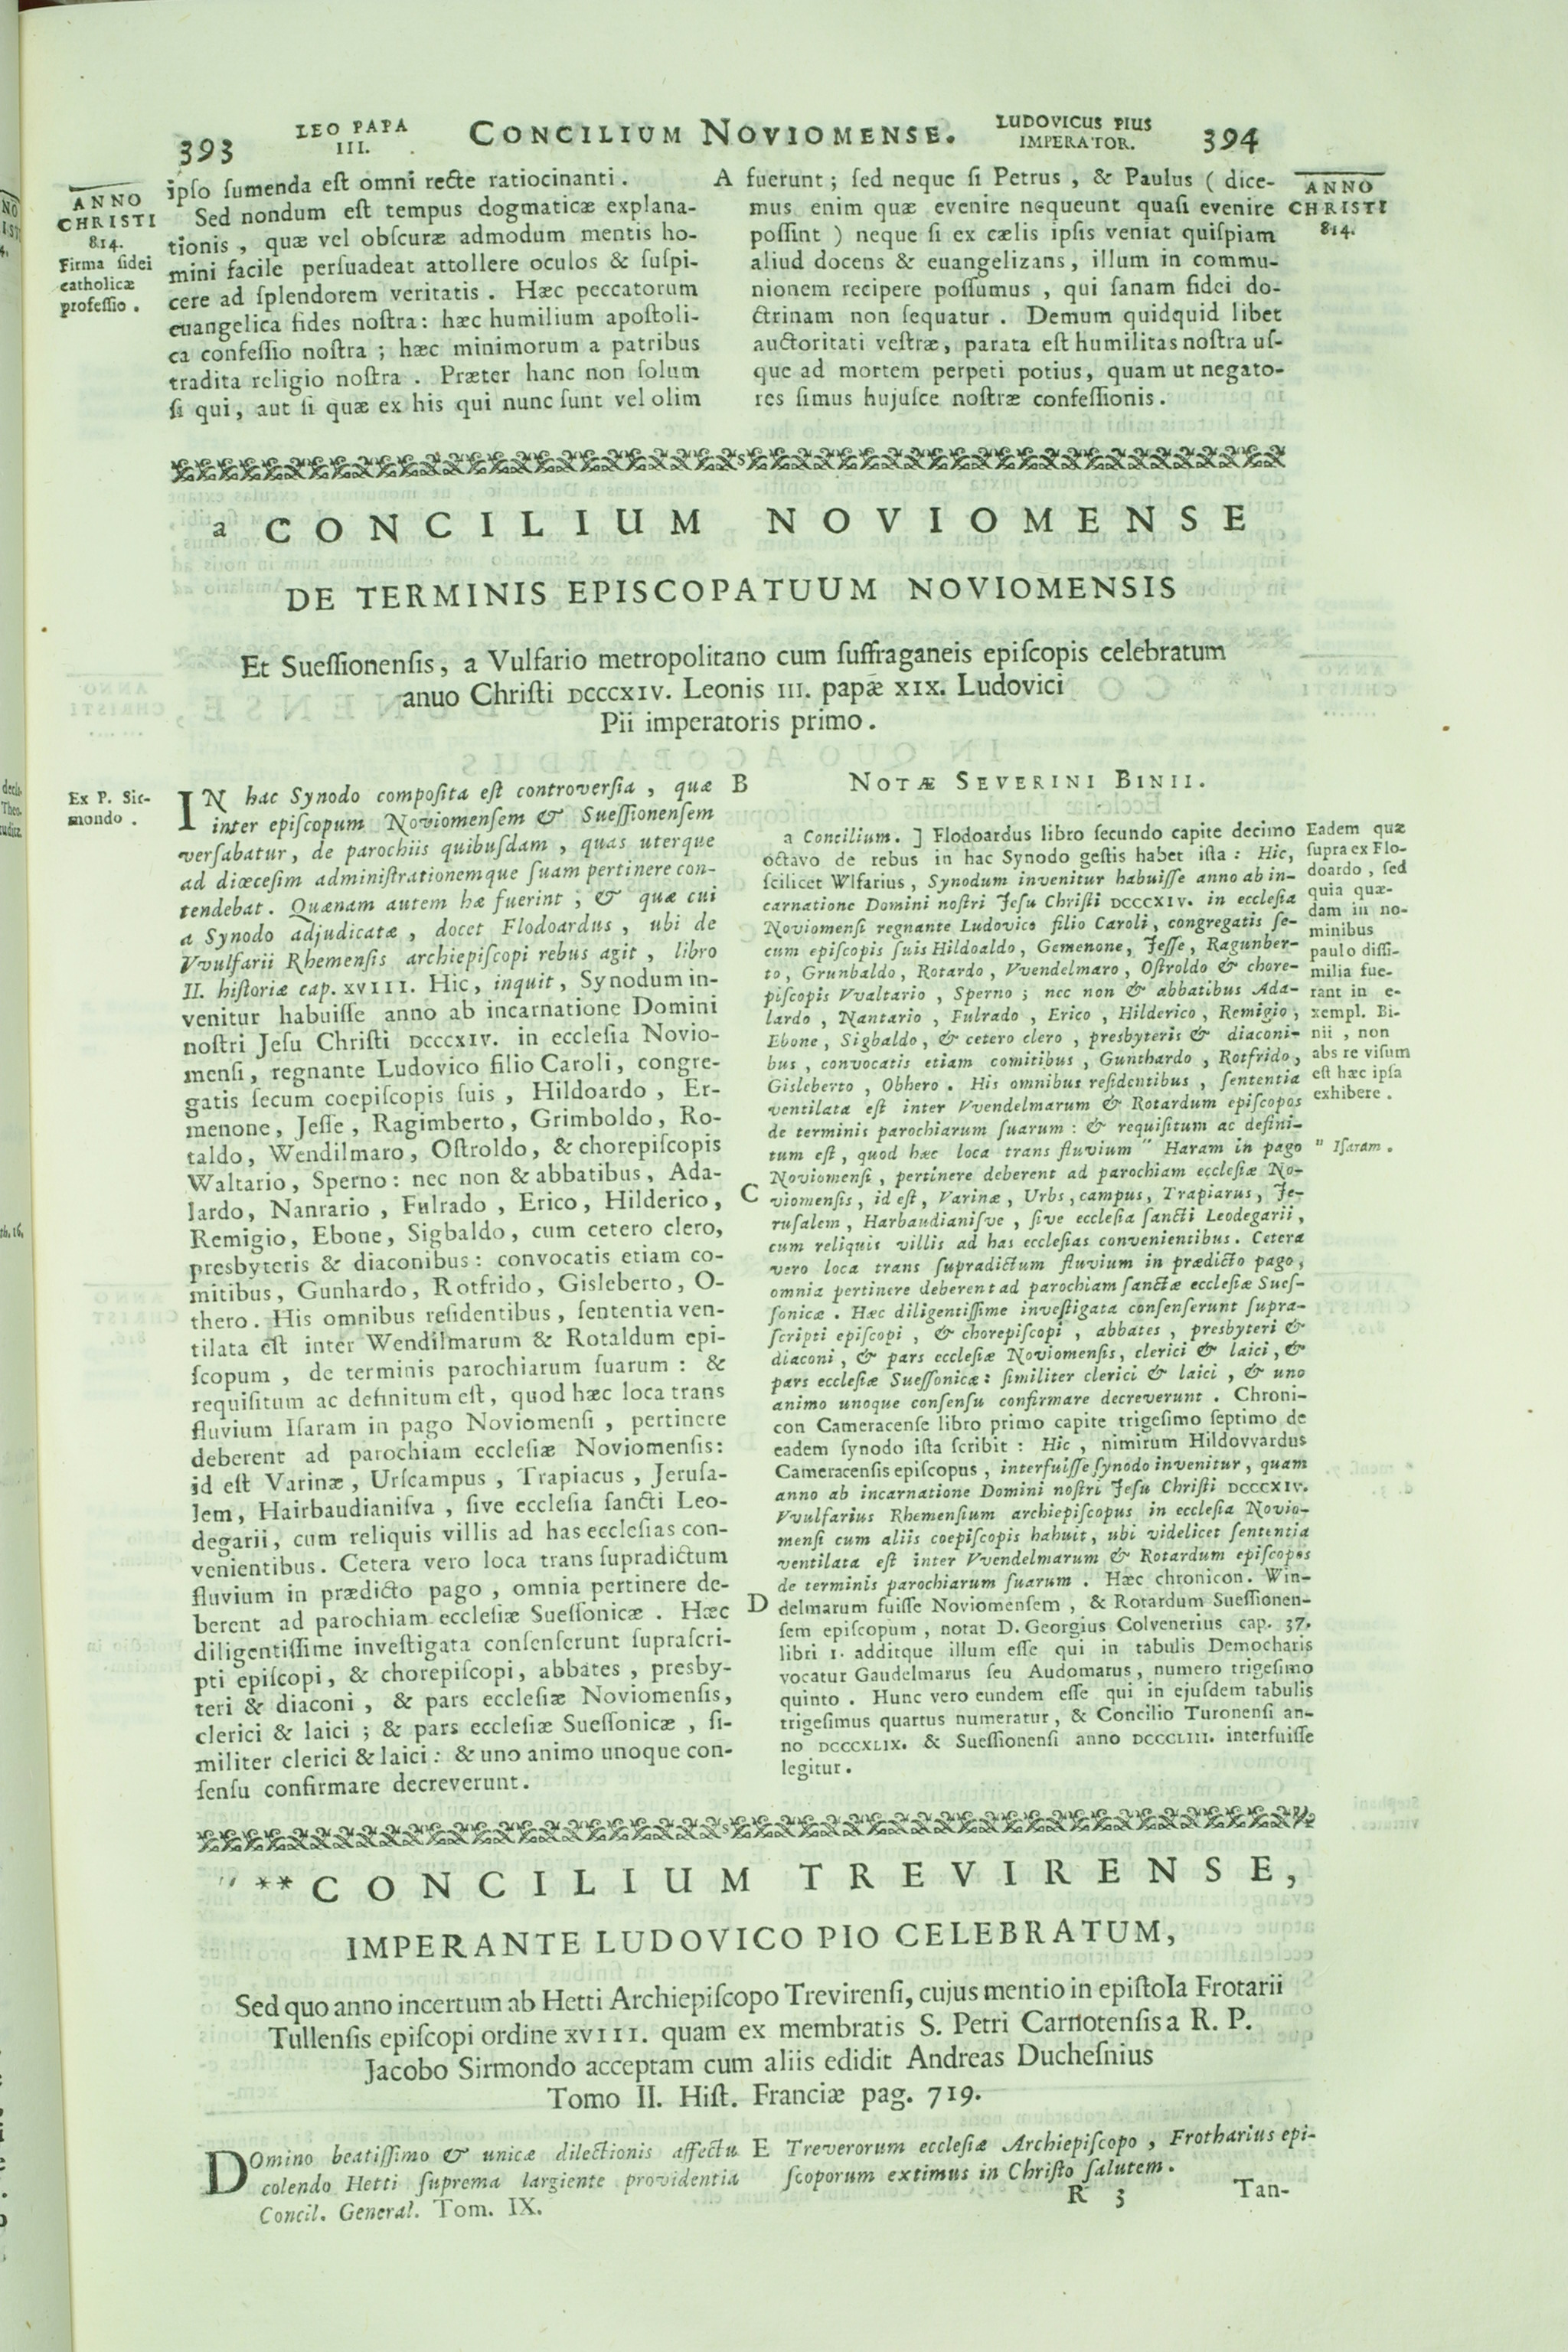 393
LEO PAPA
III.
CONCILIUM NOVIOMENSE.
LUDOVICUS PIUS
IMPERATOR.
394
ANNO
CHRISTI
814.
Firma fidei
catholicæ
professio.
ipſo ſumenda eſt omni recte ratiocinanti.
Sed nondum eſt tempus dogmaticæ explana-
tionis, quæ vel obſcuræ admodum mentis ho-
mini facile perſuadeat attollere oculos & ſuſpi-
cere ad ſplendorem veritatis. Hæc peccatorum
euangelica fides noſtra: hæc humilium apoſtoli-
ca confeſſio noſtra; hæc minimorum a patribus
tradita religio noſtra. Præter hanc non ſolum
ſi qui, aut ſi quæ ex his qui nunc ſunt vel olim
A fuerunt; ſed neque ſi Petrus, & Paulus (dice-
mus enim quæ evenire nequeunt quaſi evenire
poſſint) neque ſi ex cælis ipſis veniat quiſpiam
aliud docens & euangelizans, illum in commu-
nionem recipere poſſumus, qui ſanam fidei do-
ctrinam non ſequatur. Demum quidquid libet
auctoritati veſtræ, parata eſt humilitas noſtra uſ-
que ad mortem perpeti potius, quam ut negato-
res ſimus hujuſce noſtræ confeſſionis.
ANNO
CHRISTI
814.
a CONCILIUM NOVIOMENSE
DE TERMINIS EPISCOPATUUM NOVIOMENSIS
Et Sueſſionenſis, a Vulfario metropolitano cum ſuffraganeis epiſcopis celebratum
anuo Chriſti DCCCXIV. Leonis III. papæ XIX. Ludovici
Pii imperatoris primo.
Ex P. Sir-
mondo.
IN hac Synodo compoſita eſt controverſia, quæ
inter epiſcopum Noviomenſem & Sueſſionenſem
verſabatur, de parochiis quibuſdam, quas uterque
ad diœceſim adminiſtrationemque ſuam pertinere con-
tendebat. Quænam autem hæ fuerint; & quæ cui
a Synodo adjudicatæ, docet Flodoardus, ubi de
Vvulfarii Rhemenſis archiepiſcopi rebus agit, libro
II. hiſtoriæ cap. XVIII. Hic, inquit, Synodum in-
venitur habuiſſe anno ab incarnatione Domini
noſtri Jeſu Chriſti DCCCXIV. in eccleſia Novio-
menſi, regnante Ludovico filio Caroli, congre-
gatis ſecum coepiſcopis ſuis, Hildoardo, Er-
menone, Jeſſe, Ragimberto, Grimboldo, Ro-
taldo, Wendilmaro, Oſtroldo, & chorepiſcopis
Waltario, Sperno: nec non & abbatibus, Ada-
lardo, Nanrario, Fulrado, Erico, Hilderico,
Remigio, Ebone, Sigbaldo, cum cetero clero,
presbyteris & diaconibus: convocatis etiam co-
mitibus, Gunhardo, Rotfrido, Gisleberto, O-
thero. His omnibus reſidentibus, ſententia ven-
tilata eſt inter Wendilmarum & Rotaldum epi-
ſcopum, de terminis parochiarum ſuarum: &
requiſitum ac definitum eſt, quod hæc loca trans
fluvium Iſaram in pago Noviomenſi, pertinere
deberent ad parochiam eccleſiæ Noviomenſis:
id eſt Varinæ, Urſcampus, Trapiacus, Jeruſa-
lem, Hairbaudianiſva, ſive eccleſia ſancti Leo-
degarii, cum reliquis villis ad has eccleſias con-
venientibus. Cetera vero loca trans ſupradictum
fluvium in prædicto pago, omnia pertinere de-
berent ad parochiam eccleſiæ Sueſſonicæ. Hæc
diligentiſſime inveſtigata conſenſerunt ſupraſcri-
pti epiſcopi, & chorepiſcopi, abbates, presby-
teri & diaconi, & pars eccleſiæ Noviomenſis,
clerici & laici; & pars eccleſiæ Sueſſonicæ, ſi-
militer clerici & laici: & uno animo unoque con-
ſenſu confirmare decreverunt.
B
NOTÆ SEVERINI BINII.
a Concilium. ] Flodoardus libro ſecundo capite decimo
octavo de rebus in hac Synodo geſtis habet iſta: Hic,
ſcilicet Wlfarius, Synodum invenitur habuiſſe anno ab in-
carnatione Domini noſtri Jeſu Chriſti DCCCXIV. in eccleſia
Noviomenſi regnante Ludovico filio Caroli, congregatis ſe-
cum epiſcopis ſuis Hildoaldo, Gemenone, Jeſſe, Ragunber-
to, Grunbaldo, Rotardo, Vvendelmaro, Oſtroldo & chore-
piſcopis Vvaltario, Sperno; nec non & abbatibus Ada-
lardo, Nantario, Fulrado, Erico, Hilderico, Remigio,
Ebone, Sigbaldo, & cetero clero, presbyteris & diaconi-
bus, convocatis etiam comitibus, Gunthardo, Rotfrido,
Gisleberto, Obhero. His omnibus reſidentibus, ſententia
ventilata eſt inter Vvendelmarum & Rotardum epiſcopos
de terminis parochiarum ſuarum: & requiſitum ac defini-
tum eſt, quod hæc loca trans fluvium " Haram in pago
Noviomenſi, pertinere deberent ad parochiam eccleſiæ No-
C viomenſis, id eſt, Varinæ, Urbs, campus, Trapiarus, Je-
ruſalem, Harbaudianiſve, ſive eccleſia ſancti Leodegarii,
cum reliquis villis ad has eccleſias convenientibus. Cetera
vero loca trans ſupradictum fluvium in prædicto pago,
omnia pertinere deberent ad parochiam ſanctæ eccleſiæ Sueſ-
ſonicæ. Hæc diligentiſſime inveſtigata conſenſerunt ſupra-
ſcripti epiſcopi, & chorepiſcopi, abbates, presbyteri &
diaconi, & pars eccleſiæ Noviomenſis, clerici & laici, &
pars eccleſiæ Sueſſonicæ: ſimiliter clerici & laici, & uno
animo unoque conſenſu confirmare decreverunt. Chroni-
con Cameracenſe libro primo capite trigeſimo ſeptimo de
eadem ſynodo iſta ſcribit: Hic, nimirum Hildovvardus
Cameracenſis epiſcopus, interfuiſſe ſynodo invenitur, quam
anno ab incarnatione Domini noſtri Jeſu Chriſti DCCCXIV.
Vvulfarius Rhemenſium archiepiſcopus in eccleſia Novio-
menſi cum aliis coepiſcopis habuit, ubi videlicet ſententia
ventilata eſt inter Vvendelmarum & Rotardum epiſcopos
de terminis parochiarum ſuarum. Hæc chronicon. Win-
D delmarum fuiſſe Noviomenſem, & Rotardum Sueſſionen-
ſem epiſcopum, notat D. Georgius Colvenerius cap. 37.
libri 1. additque illum eſſe qui in tabulis Democharis
vocatur Gaudelmarus ſeu Audomarus, numero trigeſimo
quinto. Hunc vero eundem eſſe qui in ejuſdem tabulis
trigeſimus quartus numeratur, & Concilio Turonenſi an-
no DCCCXLIX. & Sueſſionenſi anno DCCCLIII. interfuiſſe
legitur.
Eadem quæ
ſupra ex Flo-
doardo, ſed
quia quæ-
dam in no-
minibus
paulo diſſi-
milia fue-
rant in e-
xempl. Bi-
nii, non
abs re viſum
eſt hæc ipſa
exhibere.
" Iſaram.
" ** CONCILIUM TREVIRENSE,
IMPERANTE LUDOVICO PIO CELEBRATUM,
Sed quo anno incertum ab Hetti Archiepiſcopo Trevirenſi, cujus mentio in epiſtola Frotarii
Tullenſis epiſcopi ordine XVIII. quam ex membratis S. Petri Carnotenſis a R. P.
Jacobo Sirmondo acceptam cum aliis edidit Andreas Ducheſnius
Tomo II. Hiſt. Franciæ pag. 719.
DOmino beatiſſimo & unicæ dilectionis affectu
colendo Hetti ſuprema largiente providentia
E Treverorum eccleſiæ Archiepiſcopo, Frotharius epi-
ſcoporum extimus in Chriſto ſalutem.
Concil. General. Tom. IX.
R 3
Tan-